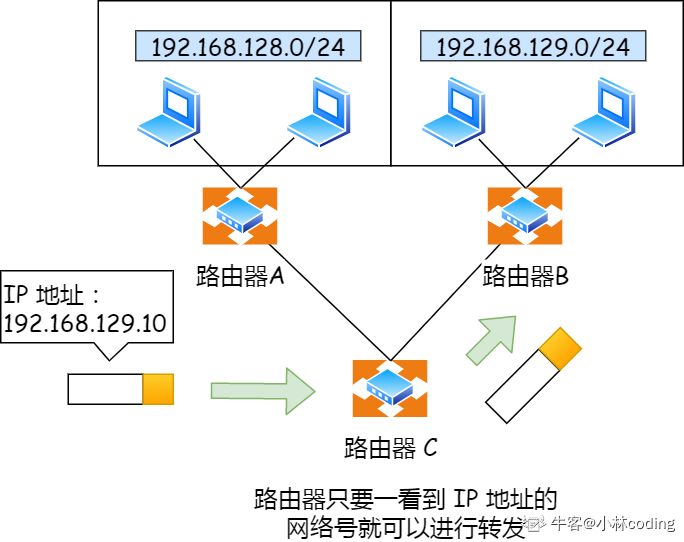 192.168.128.0/24
192.168.129.0/24
路由器A
路由器B
IP 地址：
192.168.129.10
路由器 C
路由器只要一看到 IP 地址的
网络号就可以进行转发
牛客@小林coding